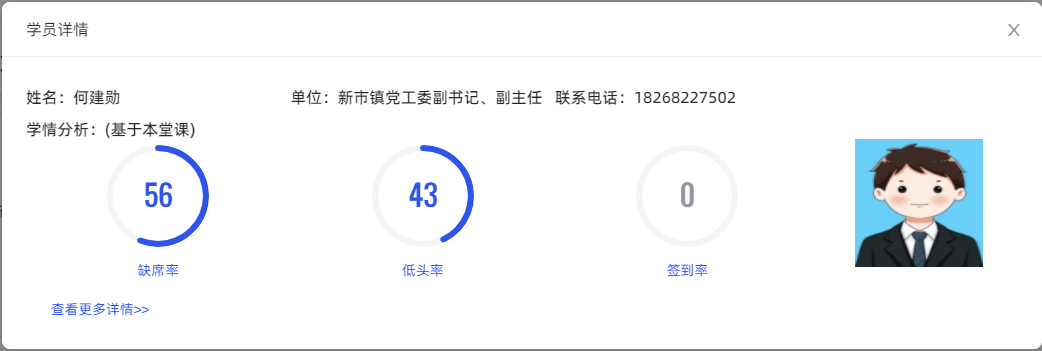 学员详情 X
姓名：何建勋 单位：新市镇党工委副书记、副主任 联系电话：18268227502
学情分析：(基于本堂课)
56 43 0
缺席率 低头率 签到率
查看更多详情>>